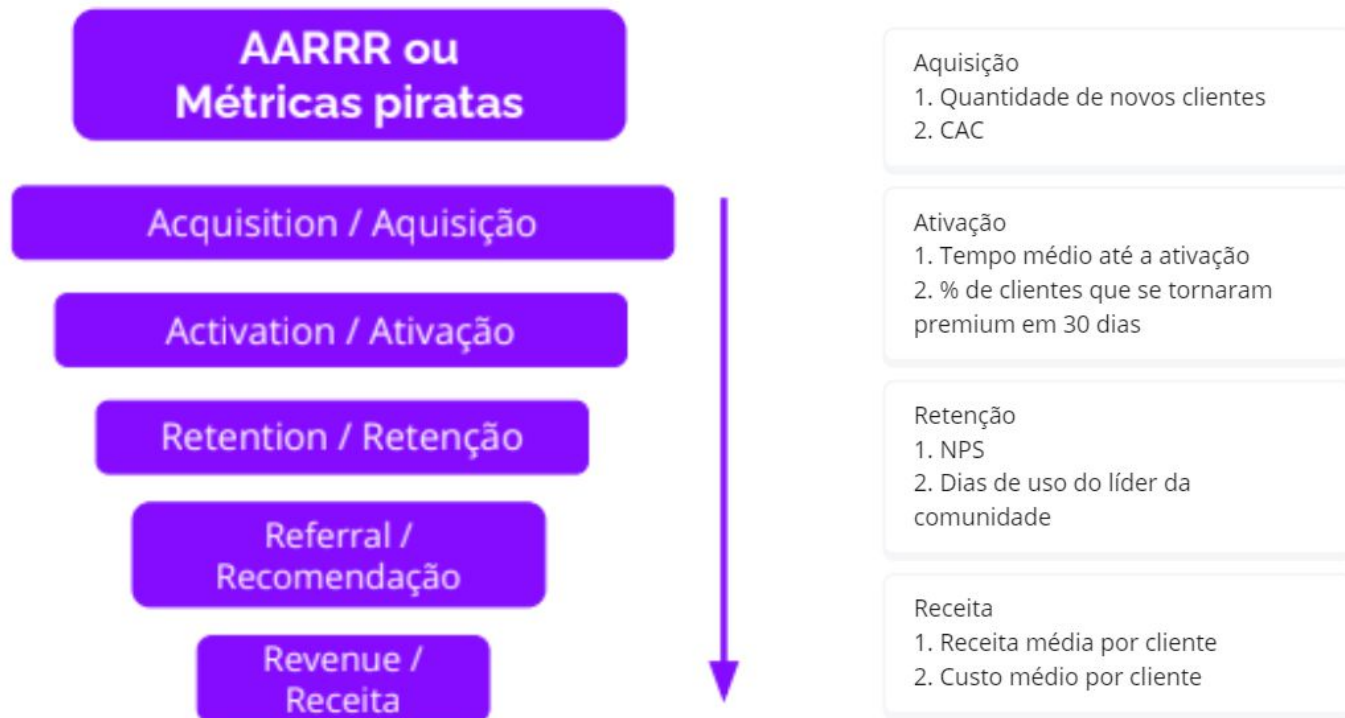 AARRR ou
Métricas piratas
Acquisition / Aquisição
Activation / Ativação
Retention / Retenção
Referral /
Recomendação
Revenue /
Receita
Aquisição
1. Quantidade de novos clientes
2. CAC
Ativação
1. Tempo médio até a ativação
2. % de clientes que se tornaram
premium em 30 dias
Retenção
1. NPS
2. Dias de uso do líder da
comunidade
Receita
1. Receita média por cliente
2. Custo médio por cliente